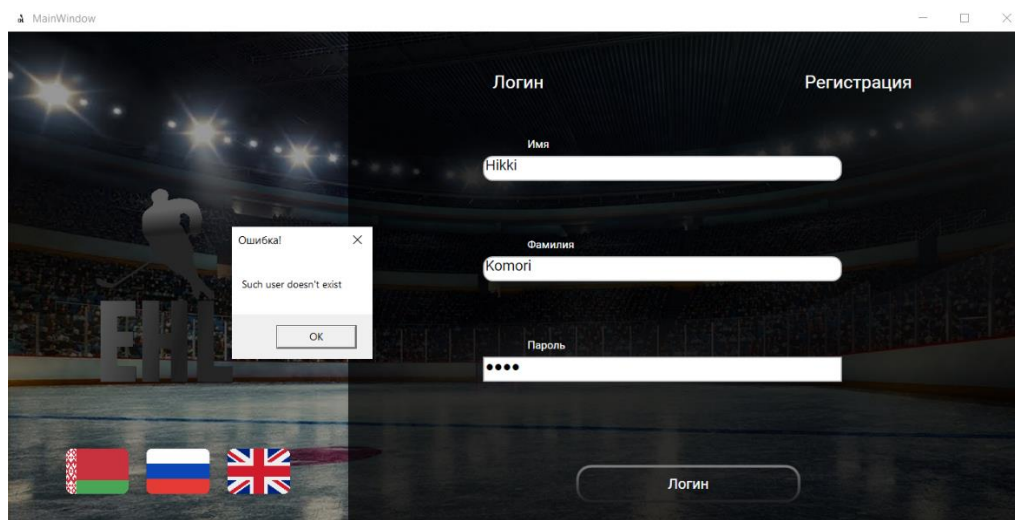 MainWindow
Логин
Регистрация
Имя
Hikki
Фамилия
Komori
Ошибка!
Such user doesn't exist
OK
EHL
Пароль
••••
Логин